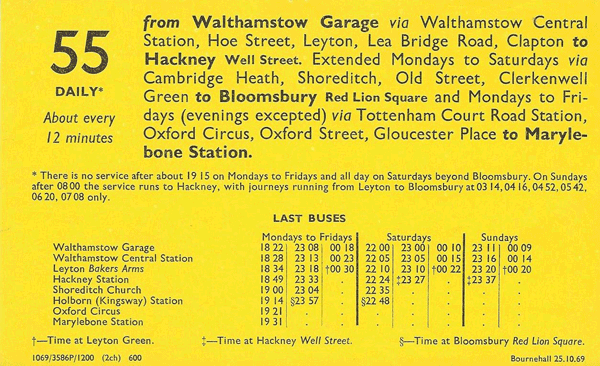 55
DAILY*
About every
12 minutes
from Walthamstow Garage via Walthamstow Central
Station, Hoe Street, Leyton, Lea Bridge Road, Clapton to
Hackney Well Street. Extended Mondays to Saturdays via
Cambridge Heath, Shoreditch, Old Street, Clerkenwell
Green to Bloomsbury Red Lion Square and Mondays to Fri-
days (evenings excepted) via Tottenham Court Road Station,
Oxford Circus, Oxford Street, Gloucester Place to Maryle-
bone Station.
* There is no service after about 19 15 on Mondays to Fridays and all day on Saturdays beyond Bloomsbury. On Sundays
after 08 00 the service runs to Hackney, with journeys running from Leyton to Bloomsbury at 03 14, 04 16, 04 52, 05 42,
06 20, 07 08 only.
LAST BUSES
Mondays to Fridays Saturdays Sundays
Walthamstow Garage 18 22 23 08 00 18 22 00 23 00 00 10 23 11 00 09
Walthamstow Central Station 18 28 23 13 00 23 22 05 23 05 00 15 23 16 00 14
Leyton Bakers Arms 18 34 23 18 †00 30 22 10 23 10 †00 22 23 20 †00 20
Hackney Station 18 49 23 33 . 22 24 ‡23 27 . ‡23 37 .
Shoreditch Church 19 00 23 04 . 22 35 . . . .
Holborn (Kingsway) Station 19 14 §23 57 . §22 48 . . . .
Oxford Circus 19 21 . . . . . . .
Marylebone Station 19 31 . . . . . . .
†—Time at Leyton Green. ‡—Time at Hackney Well Street. §—Time at Bloomsbury Red Lion Square.
1069/3586P/1200 (2ch) 600 Bournehall 25.10.69